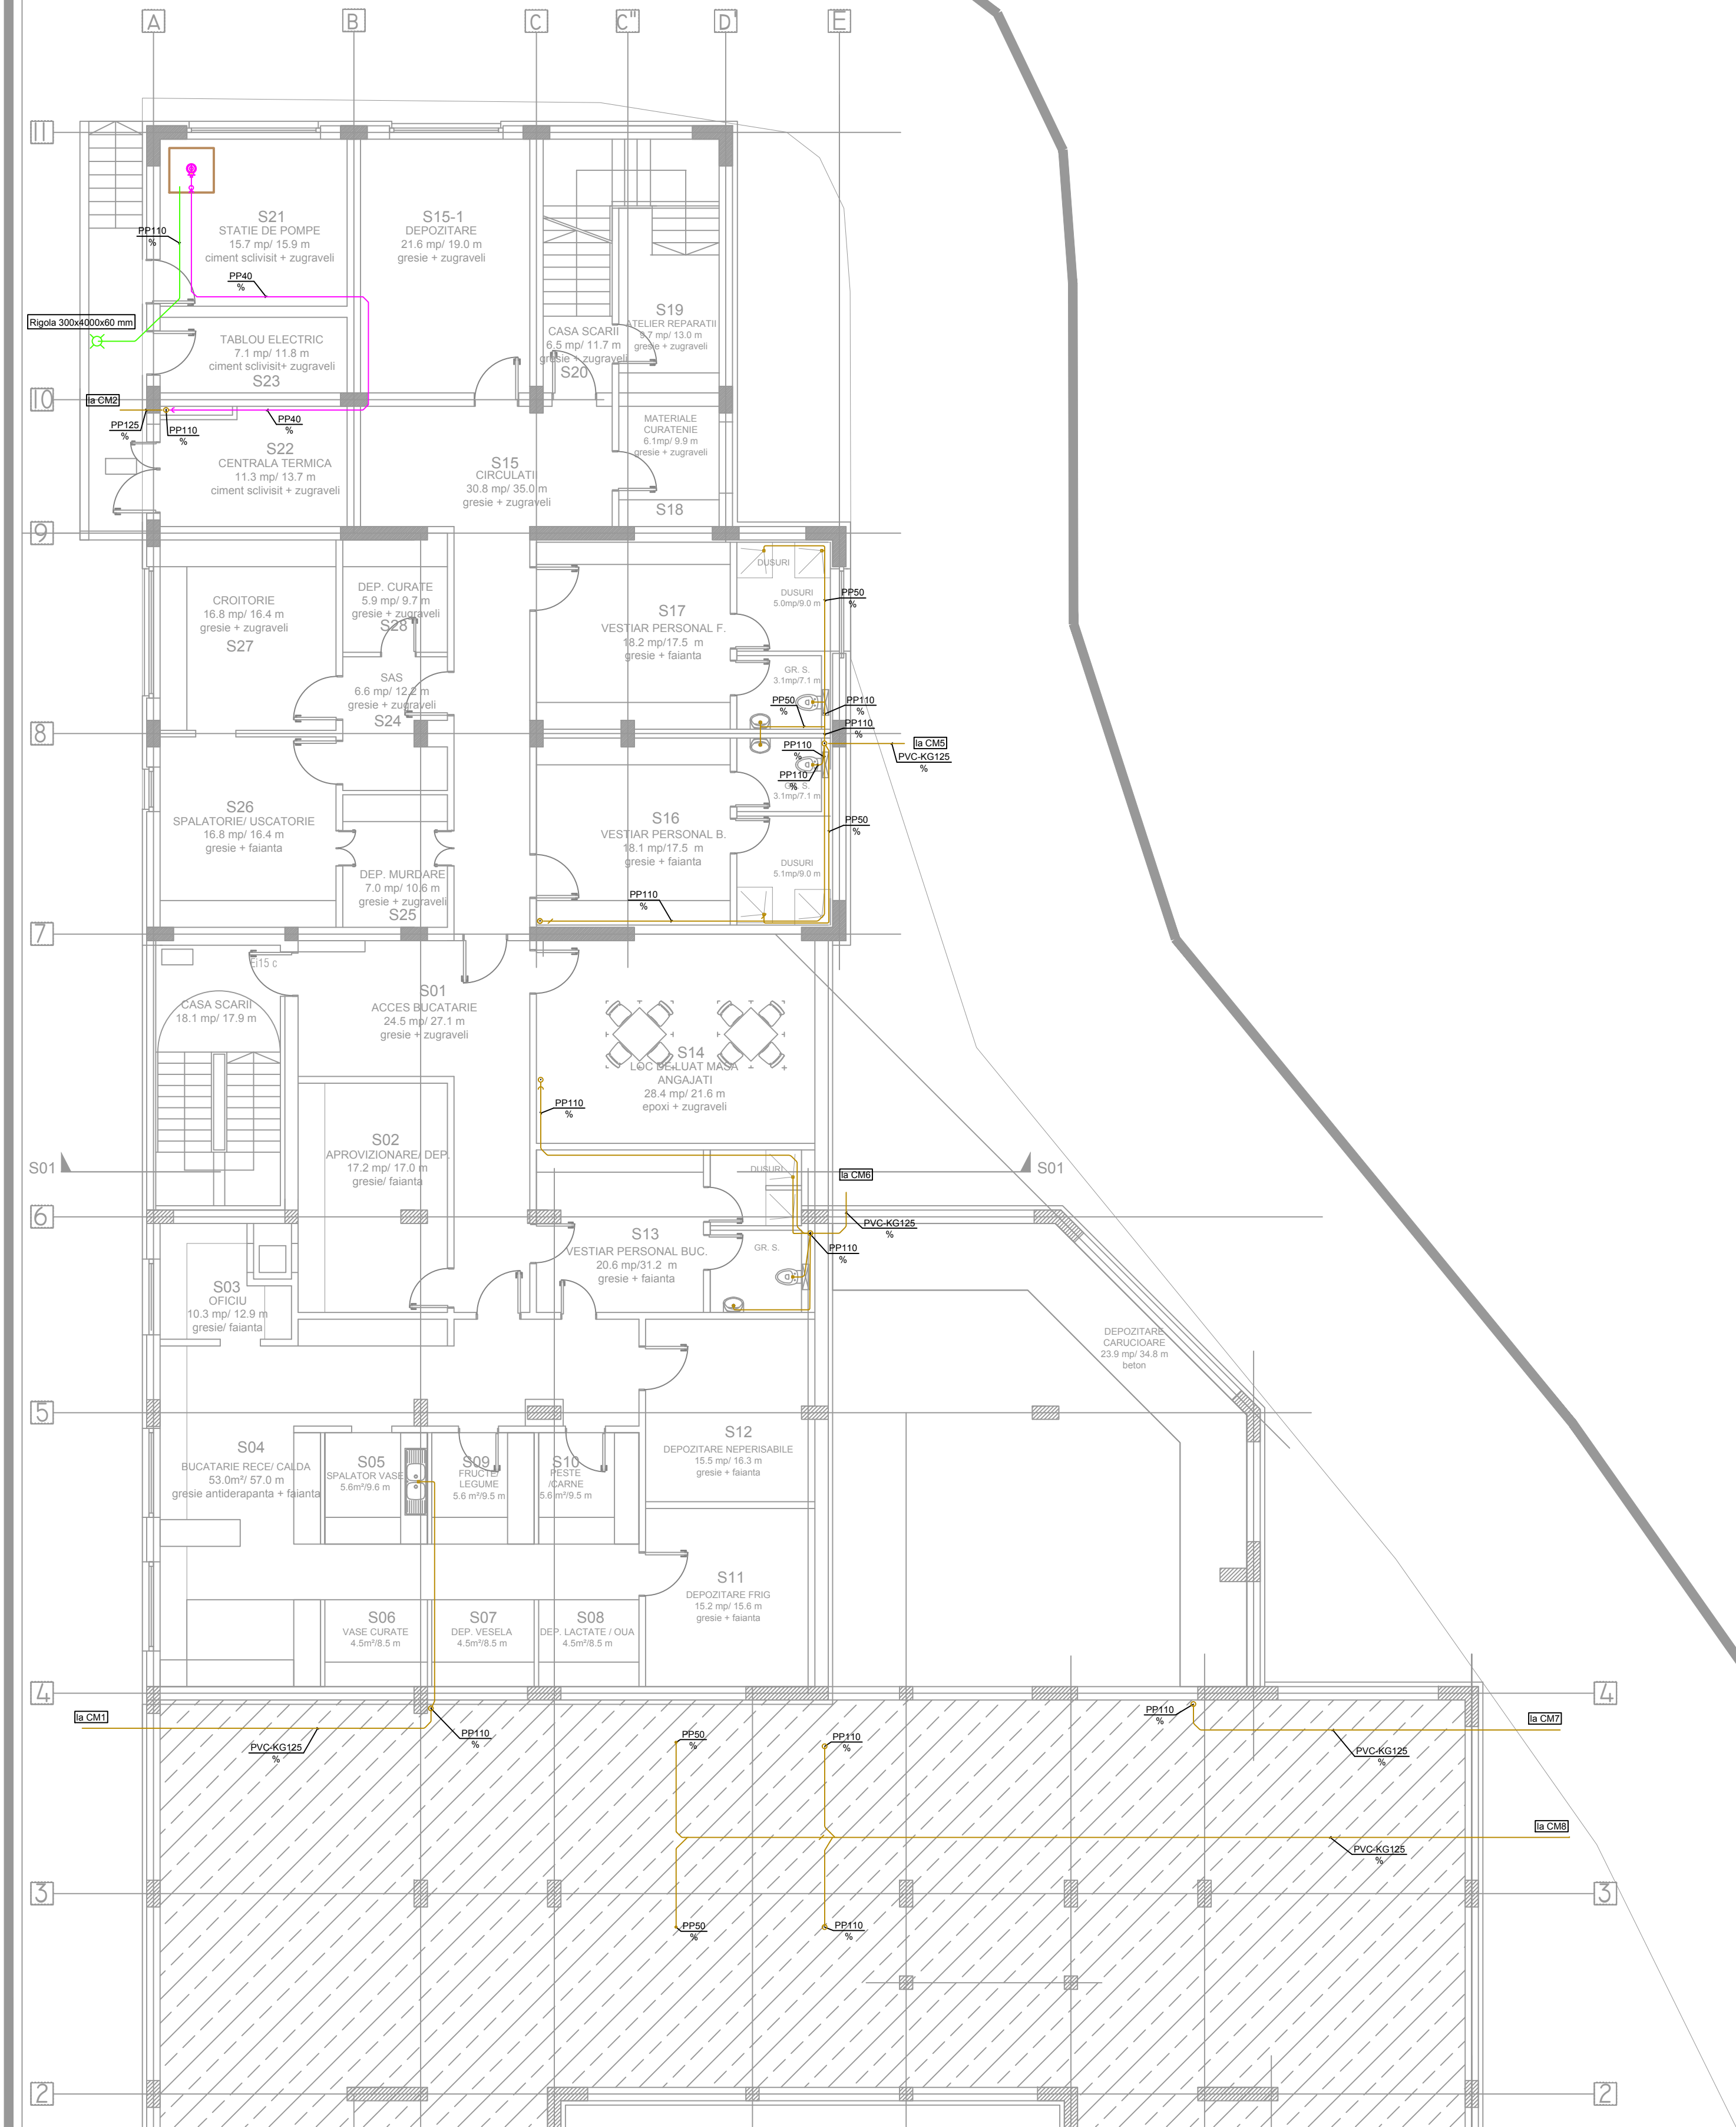 A
B
C
C"
D'
E
11
S21
STATIE DE POMPE
15.7 mp/ 15.9 m
ciment sclivisit + zugraveli
S15-1
DEPOZITARE
21.6 mp/ 19.0 m
gresie + zugraveli
PP110
%
PP40
%
Rigola 300x4000x60 mm
S19
ATELIER REPARATII
9.7 mp/ 13.0 m
gresie + zugraveli
CASA SCARII
6.5 mp/ 11.7 m
gresie + zugraveli
S20
TABLOU ELECTRIC
7.1 mp/ 11.8 m
ciment sclivisit+ zugraveli
S23
10
la CM2
PP125
%
PP110
%
PP40
%
MATERIALE
CURATENIE
6.1mp/ 9.9 m
gresie + zugraveli
S18
S22
CENTRALA TERMICA
11.3 mp/ 13.7 m
ciment sclivisit + zugraveli
S15
CIRCULATII
30.8 mp/ 35.0 m
gresie + zugraveli
9
DUSURI
DUSURI
5.0mp/9.0 m
PP50
%
CROITORIE
16.8 mp/ 16.4 m
gresie + zugraveli
S27
DEP. CURATE
5.9 mp/ 9.7 m
gresie + zugraveli
S28
S17
VESTIAR PERSONAL F.
18.2 mp/17.5 m
gresie + faianta
SAS
6.6 mp/ 12.2 m
gresie + zugraveli
S24
GR. S.
3.1mp/7.1 m
PP50
%
PP110
%
PP110
%
8
la CM5
PVC-KG125
%
PP110
%
PP110
%
G. S.
3.1mp/7.1 m
S26
SPALATORIE/ USCATORIE
16.8 mp/ 16.4 m
gresie + faianta
S16
VESTIAR PERSONAL B.
18.1 mp/17.5 m
gresie + faianta
PP50
%
DUSURI
5.1mp/9.0 m
DEP. MURDARE
7.0 mp/ 10.6 m
gresie + zugraveli
S25
PP110
%
7
Ei15 c
CASA SCARII
18.1 mp/ 17.9 m
S01
ACCES BUCATARIE
24.5 mp/ 27.1 m
gresie + zugraveli
S14
LOC DE LUAT MASA
ANGAJATI
28.4 mp/ 21.6 m
epoxi + zugraveli
PP110
%
S02
APROVIZIONARE/ DEP.
17.2 mp/ 17.0 m
gresie/ faianta
S01
S01
DUSURI
la CM6
PVC-KG125
%
6
S13
VESTIAR PERSONAL BUC.
20.6 mp/31.2 m
gresie + faianta
GR. S.
PP110
%
S03
OFICIU
10.3 mp/ 12.9 m
gresie/ faianta
DEPOZITARE
CARUCIOARE
23.9 mp/ 34.8 m
beton
5
S04
BUCATARIE RECE/ CALDA
53.0m²/ 57.0 m
gresie antiderapanta + faianta
S05
SPALATOR VASE
5.6m²/9.6 m
S09
FRUCTE/
LEGUME
5.6 m²/9.5 m
S10
PESTE
/CARNE
5.6 m²/9.5 m
S12
DEPOZITARE NEPERISABILE
15.5 mp/ 16.3 m
gresie + faianta
S11
DEPOZITARE FRIG
15.2 mp/ 15.6 m
gresie + faianta
S06
VASE CURATE
4.5m²/8.5 m
S07
DEP. VESELA
4.5m²/8.5 m
S08
DEP. LACTATE / OUA
4.5m²/8.5 m
4
4
la CM1
PVC-KG125
%
PP110
%
PP50
%
PP110
%
PP110
%
la CM7
PVC-KG125
%
la CM8
PVC-KG125
%
3
3
PP50
%
PP110
%
2
2